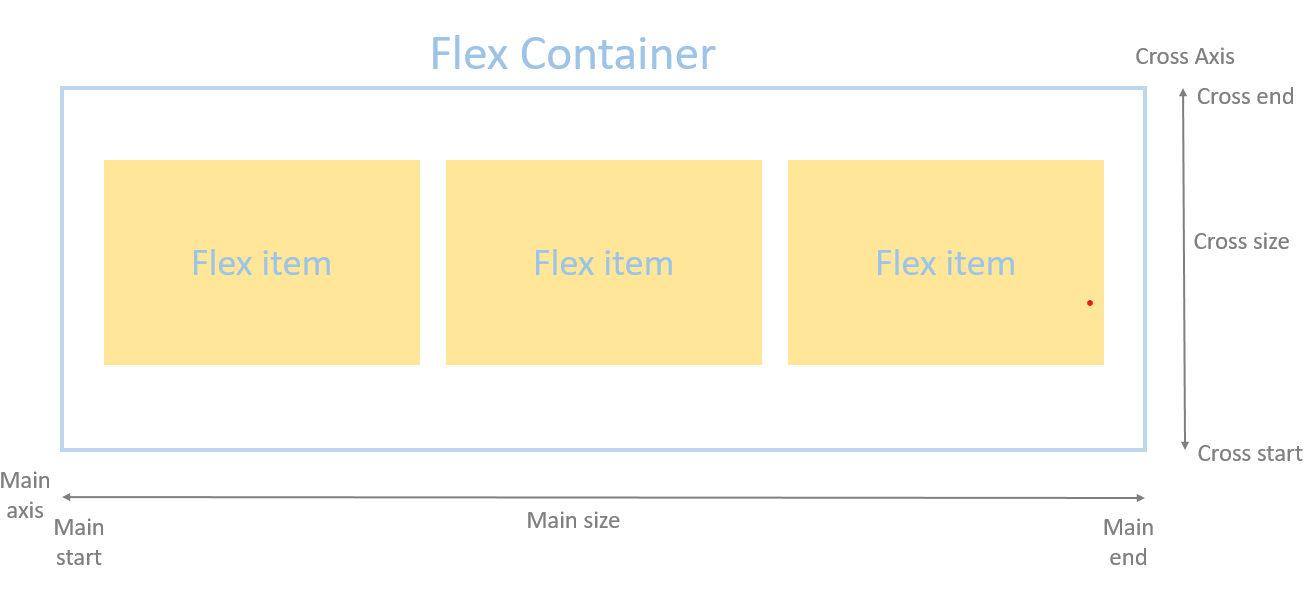 Flex Container
Cross Axis
Cross end
Flex item
Flex item
Flex item
Cross size
Cross start
Main
axis
Main
start
Main size
Main
end